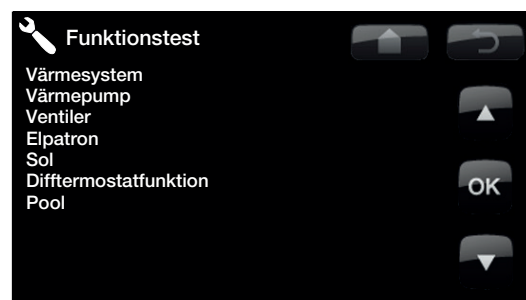 Funktionstest
Värmesystem
Värmepump
Ventiler
Elpatron
Sol
Difftermostatfunktion
Pool
OK